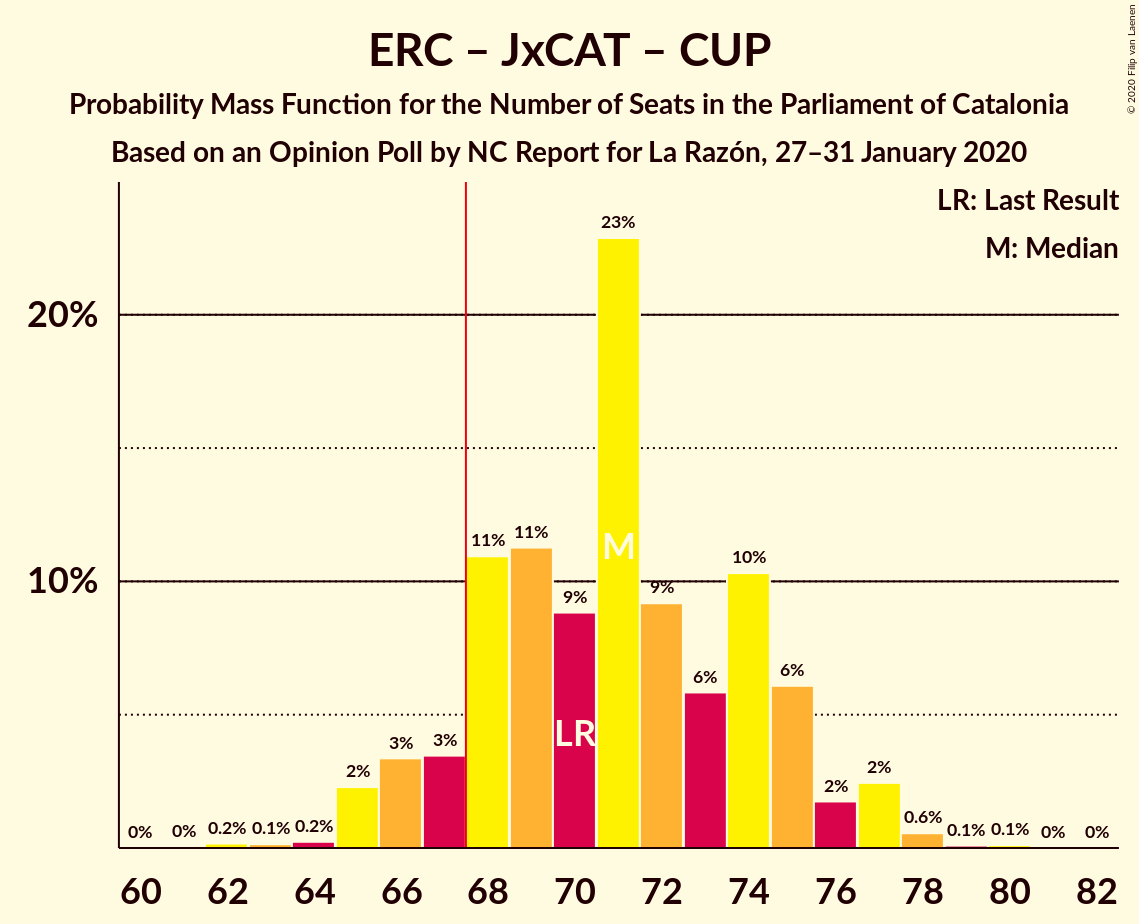 ERC – JxCAT – CUP
Probability Mass Function for the Number of Seats in the Parliament of Catalonia
Based on an Opinion Poll by NC Report for La Razón, 27–31 January 2020
© 2020 Filip van Laenen
LR: Last Result
M: Median
20%
10%
0%
0%
0.2%
0.1%
0.2%
2%
3%
3%
11%
11%
9%
23%
9%
6%
10%
6%
2%
2%
0.6%
0.1%
0.1%
0%
0%
LR
M
60 62 64 66 68 70 72 74 76 78 80 82